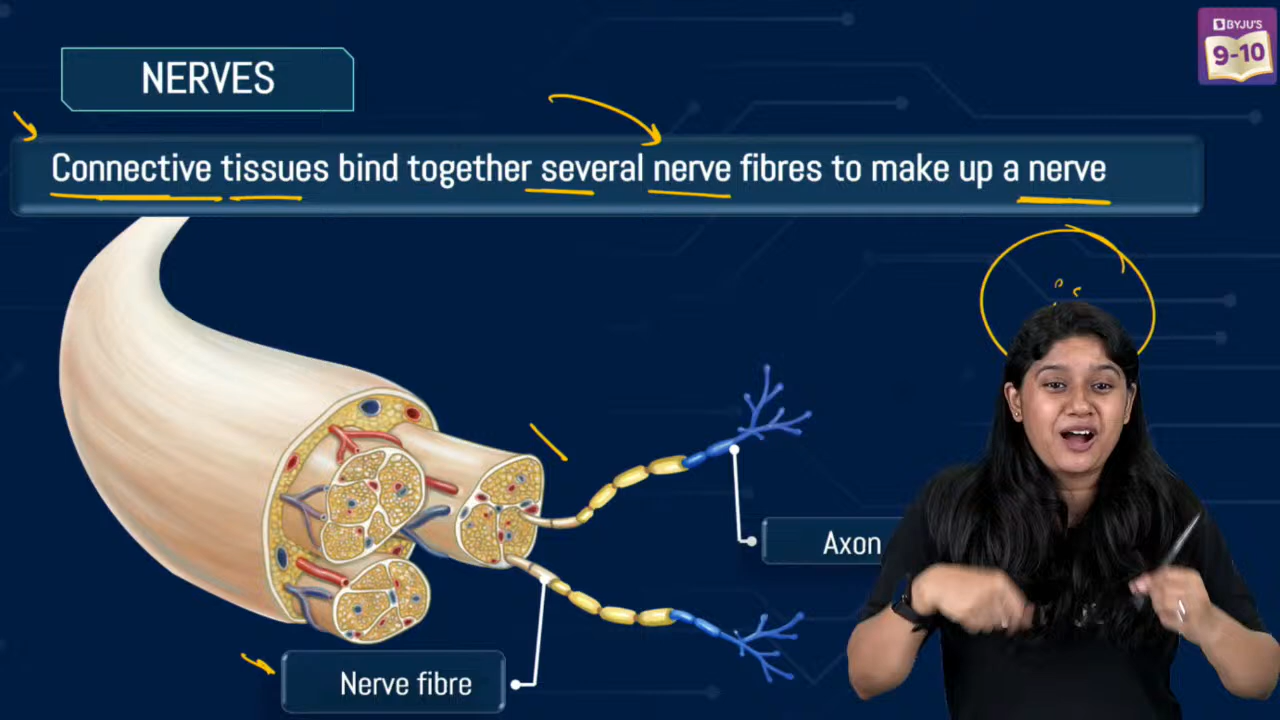 BYJU'S
9-10
NERVES
Connective tissues bind together several nerve fibres to make up a nerve
Axon
Nerve fibre